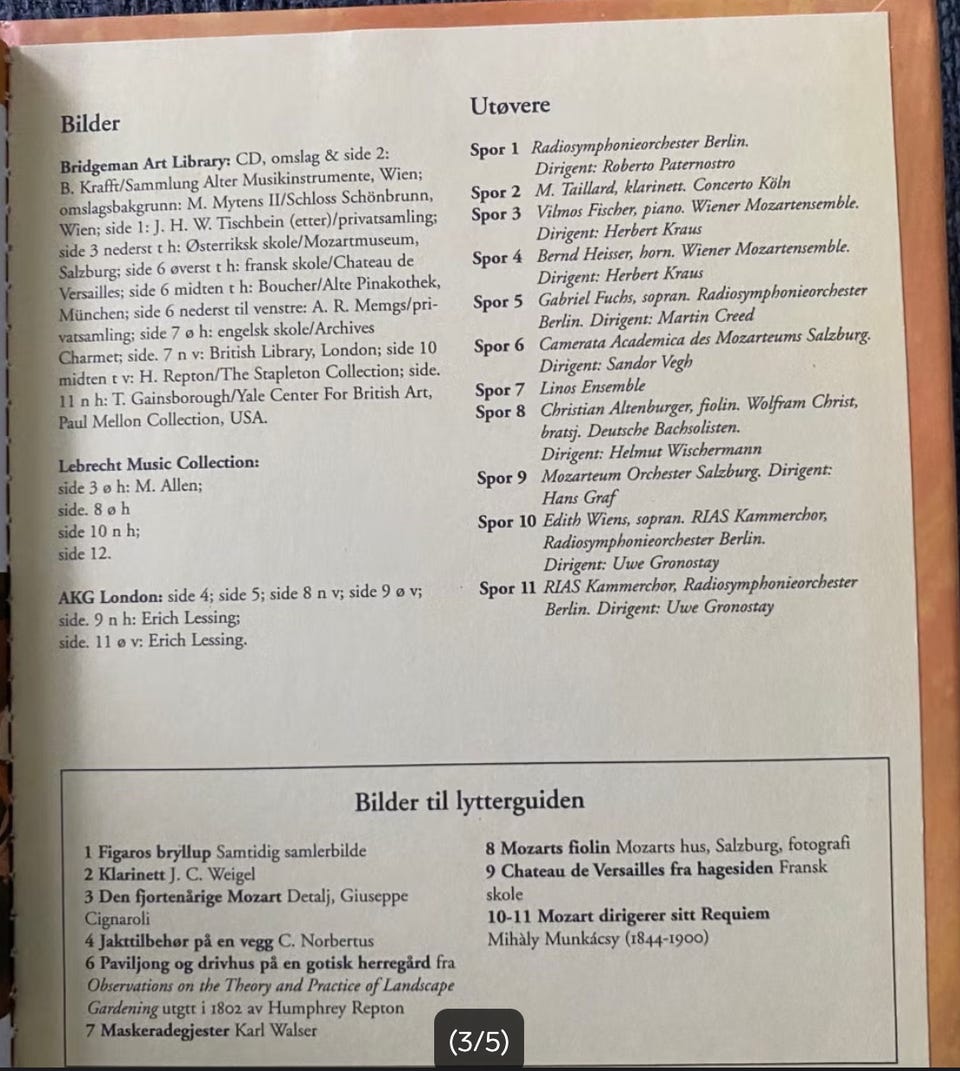 Bilder
Bridgeman Art Library: CD, omslag & side 2:
B. Krafft/Sammlung Alter Musikinstrumente, Wien;
omslagsbakgrunn: M. Mytens II/Schloss Schönbrunn,
Wien; side 1: J. H. W. Tischbein (etter)/privatsamling;
side 3 nederst t h: Østerriksk skole/Mozartmuseum,
Salzburg; side 6 øverst t h: fransk skole/Chateau de
Versailles; side 6 midten t h: Boucher/Alte Pinakothek,
München; side 6 nederst til venstre: A. R. Memgs/pri-
vatsamling; side 7 ø h: engelsk skole/Archives
Charmet; side. 7 n v: British Library, London; side 10
midten t v: H. Repton/The Stapleton Collection; side.
11 n h: T. Gainsborough/Yale Center For British Art,
Paul Mellon Collection, USA.
Lebrecht Music Collection:
side 3 ø h: M. Allen;
side. 8 ø h
side 10 n h;
side 12.
AKG London: side 4; side 5; side 8 n v; side 9 ø v;
side. 9 n h: Erich Lessing;
side. 11 ø v: Erich Lessing.
Utøvere
Spor 1 Radiosymphonieorchester Berlin.
Dirigent: Roberto Paternostro
Spor 2 M. Taillard, klarinett. Concerto Köln
Spor 3 Vilmos Fischer, piano. Wiener Mozartensemble.
Dirigent: Herbert Kraus
Spor 4 Bernd Heisser, horn. Wiener Mozartensemble.
Dirigent: Herbert Kraus
Spor 5 Gabriel Fuchs, sopran. Radiosymphonieorchester
Berlin. Dirigent: Martin Creed
Spor 6 Camerata Academica des Mozarteums Salzburg.
Dirigent: Sandor Vegh
Spor 7 Linos Ensemble
Spor 8 Christian Altenburger, fiolin. Wolfram Christ,
bratsj. Deutsche Bachsolisten.
Dirigent: Helmut Wischermann
Spor 9 Mozarteum Orchester Salzburg. Dirigent:
Hans Graf
Spor 10 Edith Wiens, sopran. RIAS Kammerchor,
Radiosymphonieorchester Berlin.
Dirigent: Uwe Gronostay
Spor 11 RIAS Kammerchor, Radiosymphonieorchester
Berlin. Dirigent: Uwe Gronostay
Bilder til lytterguiden
1 Figaros bryllup Samtidig samlerbilde
2 Klarinett J. C. Weigel
3 Den fjortenårige Mozart Detalj, Giuseppe
Cignaroli
4 Jakttilbehør på en vegg C. Norbertus
6 Paviljong og drivhus på en gotisk herregård fra
Observations on the Theory and Practice of Landscape
Gardening utgtt i 1802 av Humphrey Repton
7 Maskeradegjester Karl Walser
8 Mozarts fiolin Mozarts hus, Salzburg, fotografi
9 Chateau de Versailles fra hagesiden Fransk
skole
10-11 Mozart dirigerer sitt Requiem
Mihàly Munkácsy (1844-1900)
(3/5)